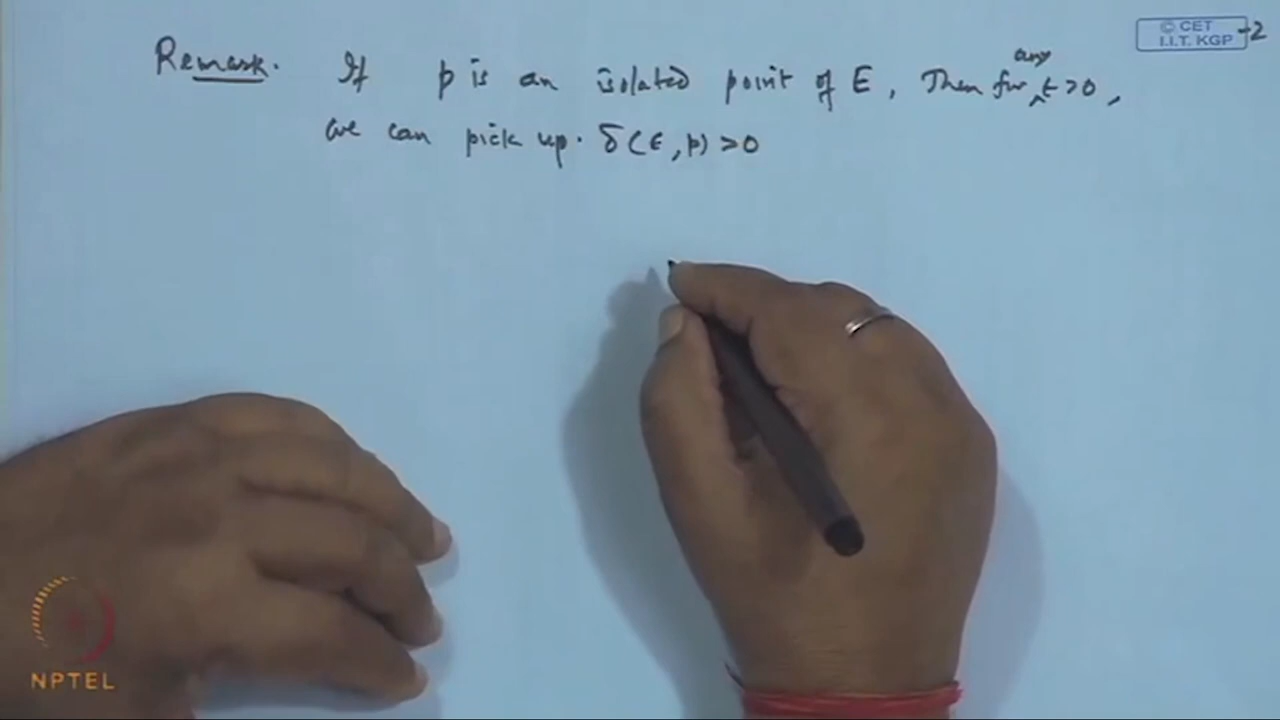 © CET
I.I.T. KGP
-2
Remark. If p is an isolated point of E, Then for any ε>0,
we can pick up. δ(ε,p)>0
NPTEL